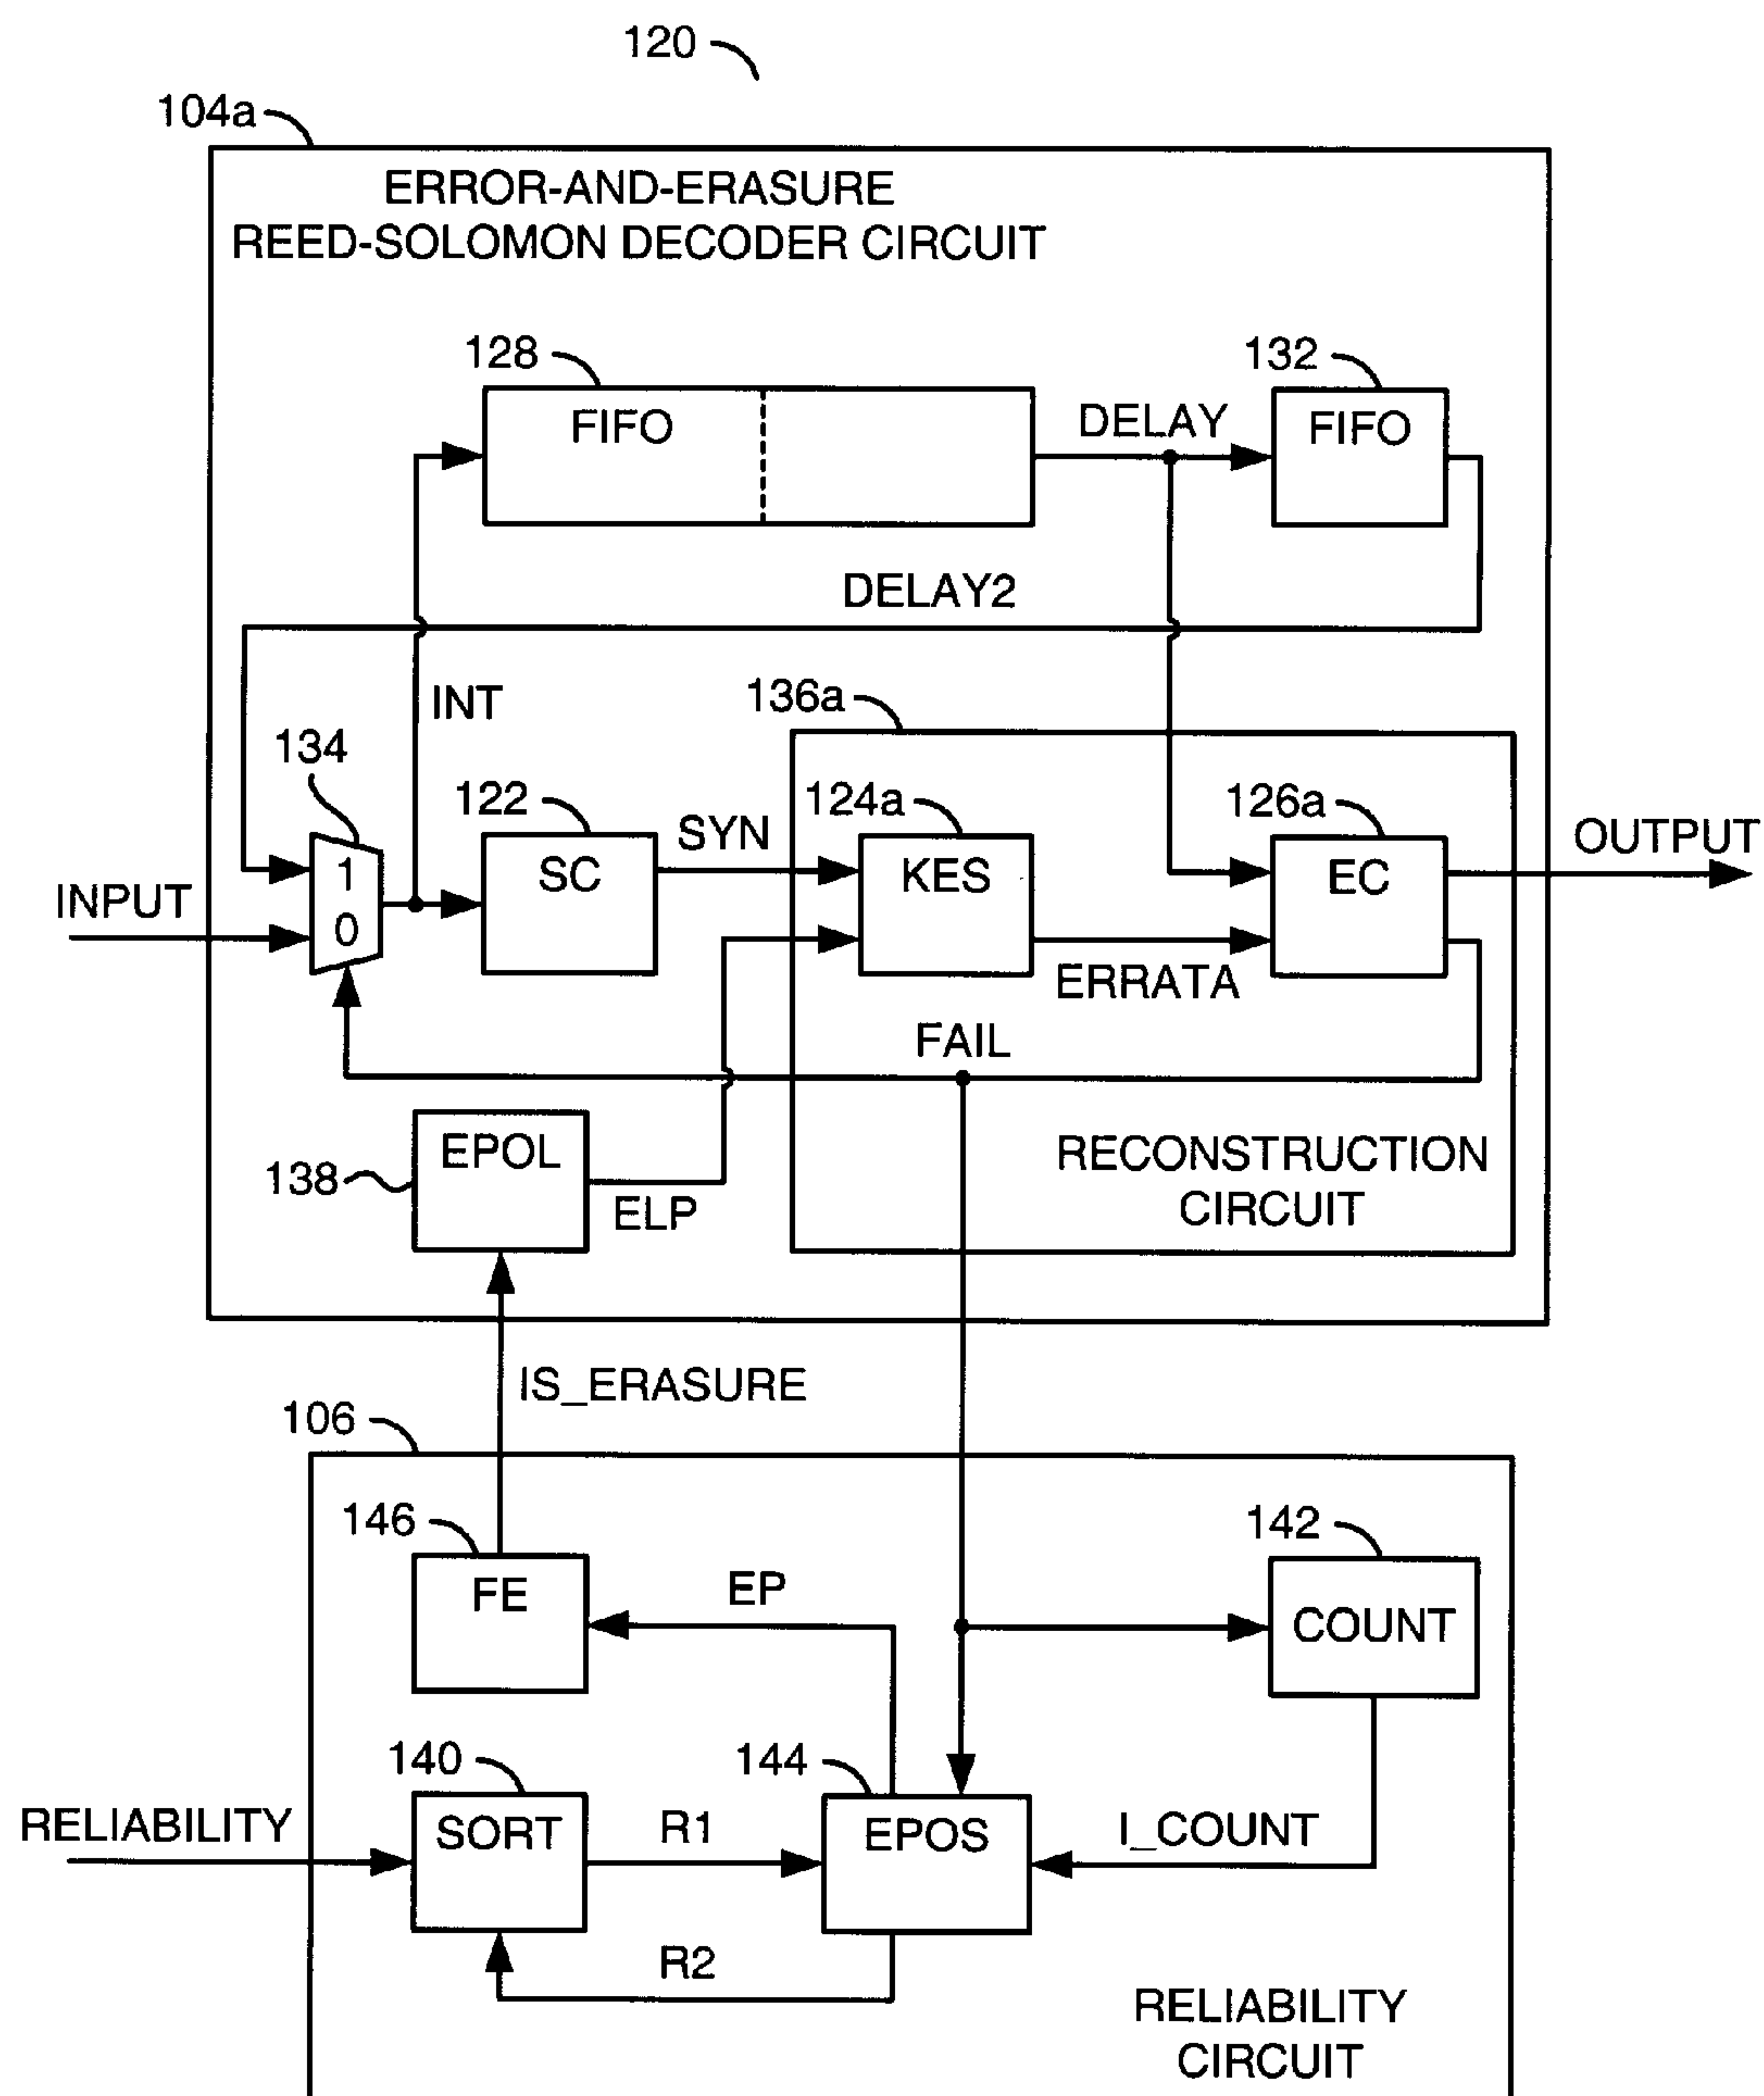 120
104a
ERROR-AND-ERASURE
REED-SOLOMON DECODER CIRCUIT
128
132
FIFO
DELAY
FIFO
DELAY2
INT
136a
134
122
SYN
124a
126a
OUTPUT
1
SC
KES
EC
INPUT
0
ERRATA
FAIL
EPOL
RECONSTRUCTION
CIRCUIT
138
ELP
IS_ERASURE
106
146
142
FE
EP
COUNT
140
144
RELIABILITY
SORT
R1
EPOS
I_COUNT
R2
RELIABILITY
CIRCUIT